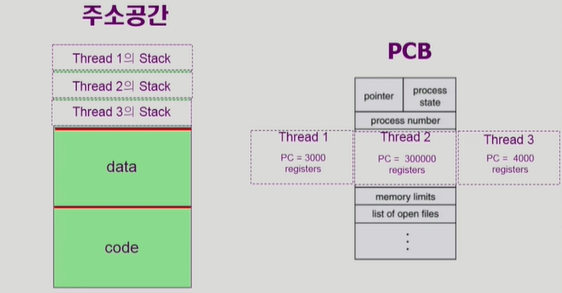 주소공간
Thread 1의 Stack
Thread 2의 Stack
Thread 3의 Stack
data
code
PCB
pointer
process
state
process number
Thread 1
PC = 3000
registers
Thread 2
PC = 300000
registers
Thread 3
PC = 4000
registers
memory limits
list of open files
⋮